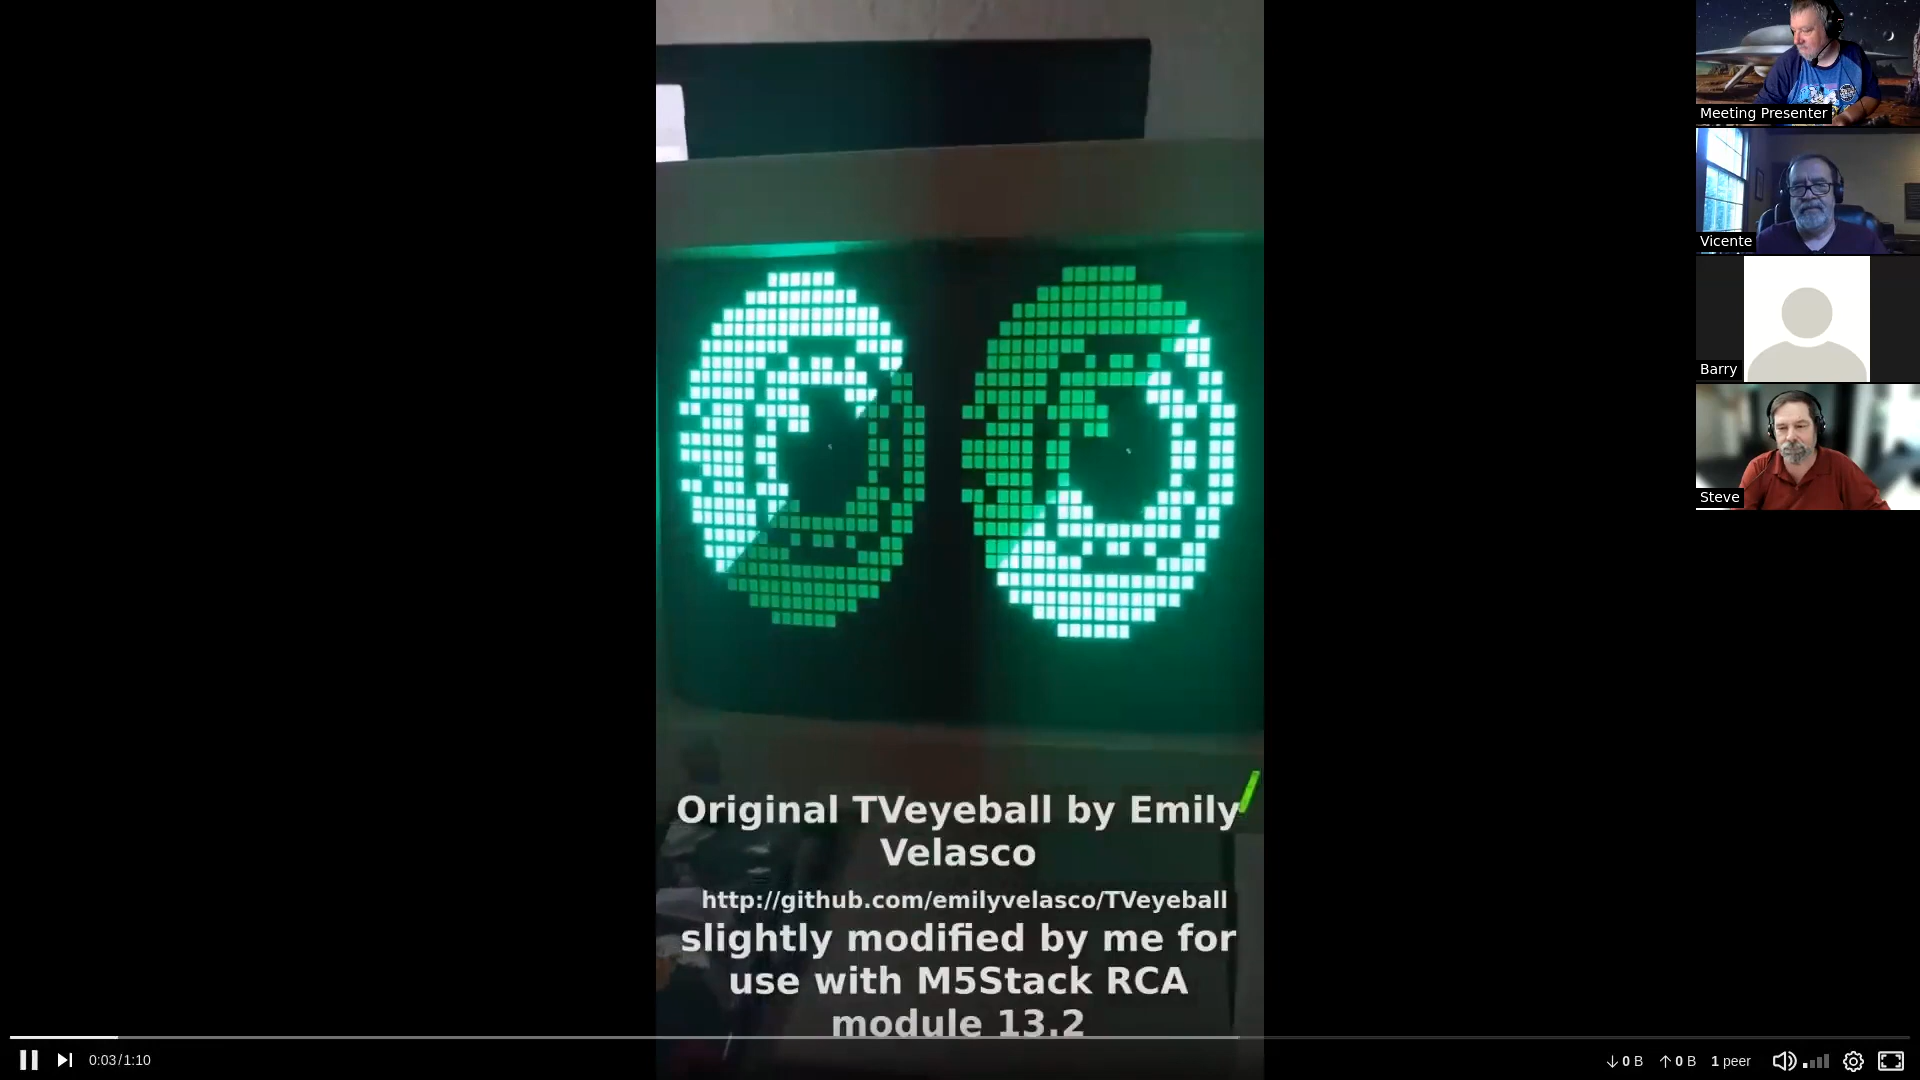 Meeting Presenter
Vicente
Barry
Steve
Original TVeyeball by Emily
Velasco
http://github.com/emilyvelasco/TVeyeball
slightly modified by me for
use with M5Stack RCA
module 13.2
0:03/1:10
0 B
0 B
1 peer